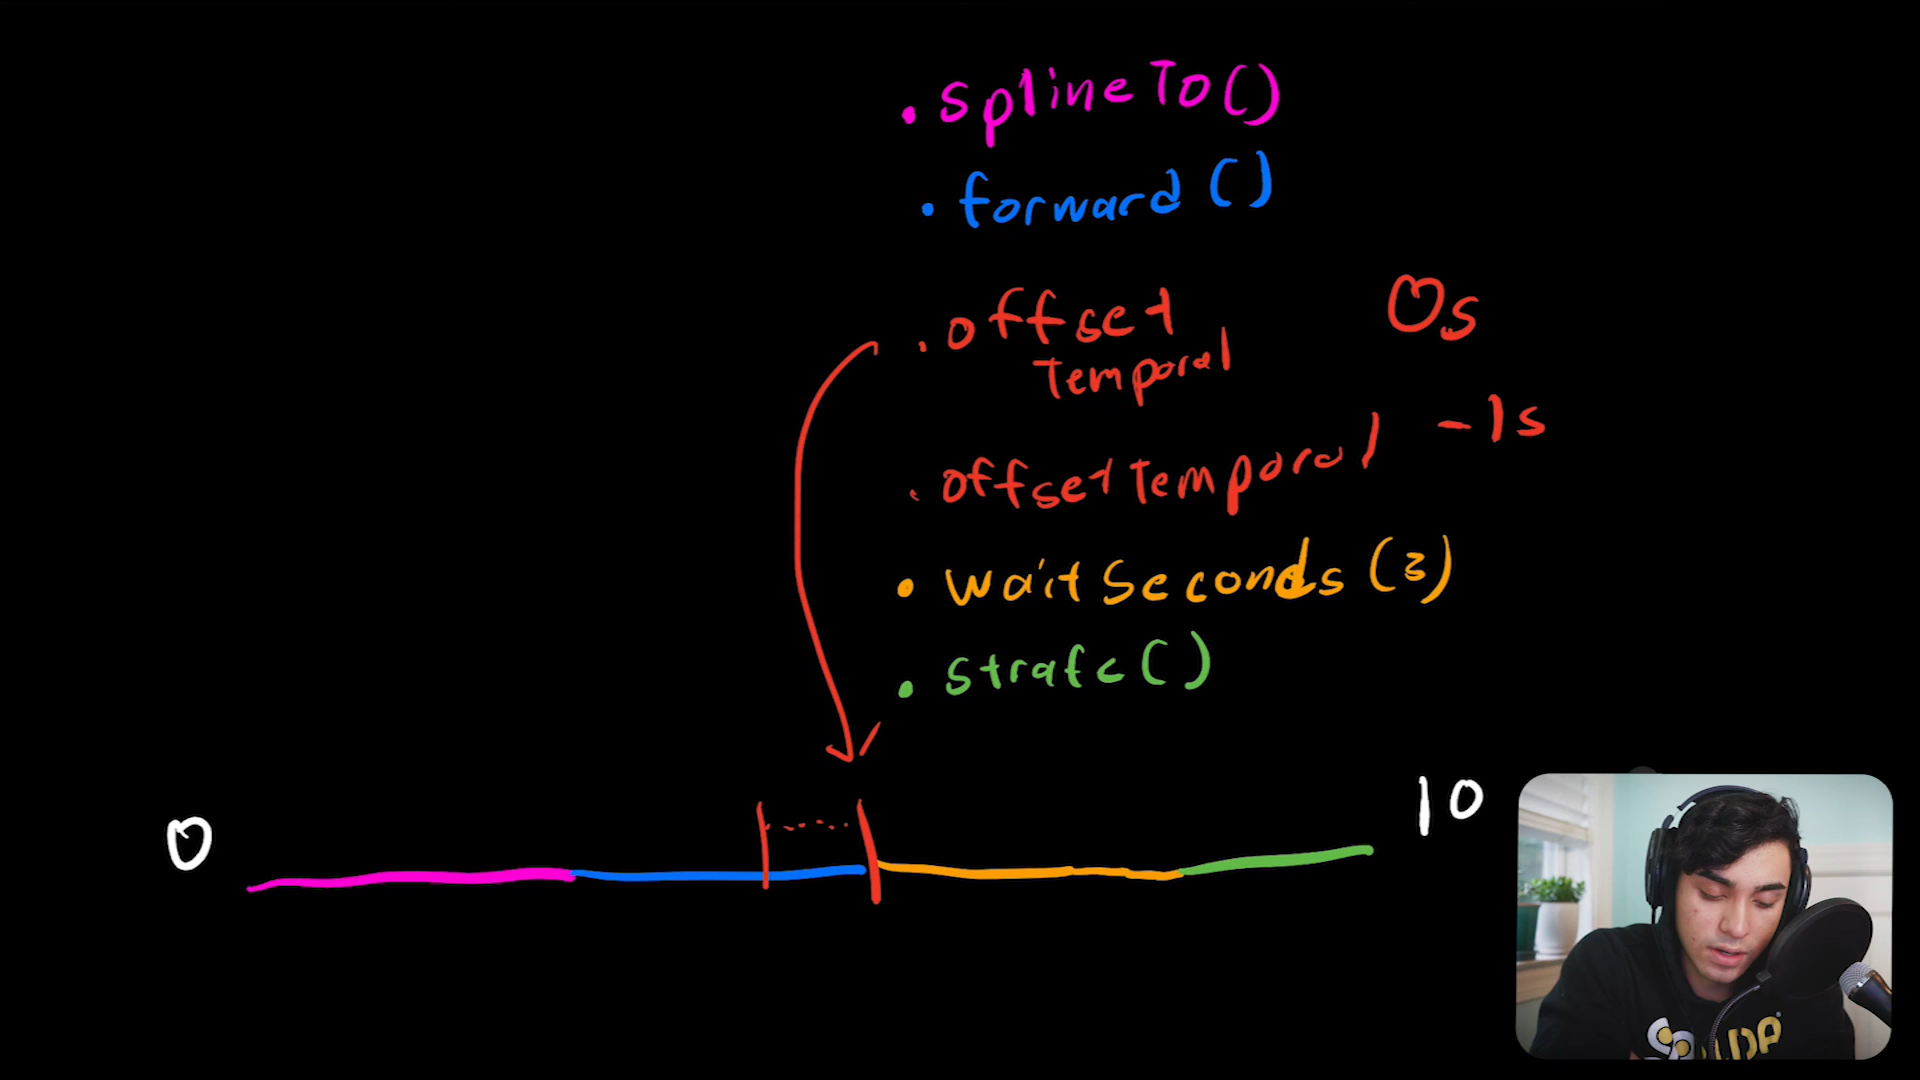 • splineTo()
• forward()
• offset
Temporal
0s
• offsetTemporal
-1s
• waitSeconds(3)
• strafe()
0
10